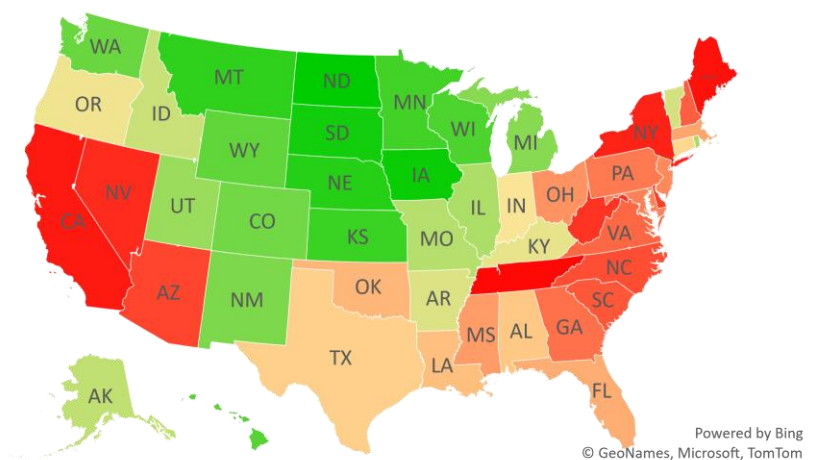 WA
MT
ND
MN
OR
ID
SD
WI
MI
NY
WY
IA
NE
PA
NV
UT
CO
IL
IN
OH
CA
KS
MO
KY
VA
AZ
NM
OK
AR
NC
SC
TX
MS
AL
GA
LA
FL
AK
Powered by Bing
© GeoNames, Microsoft, TomTom